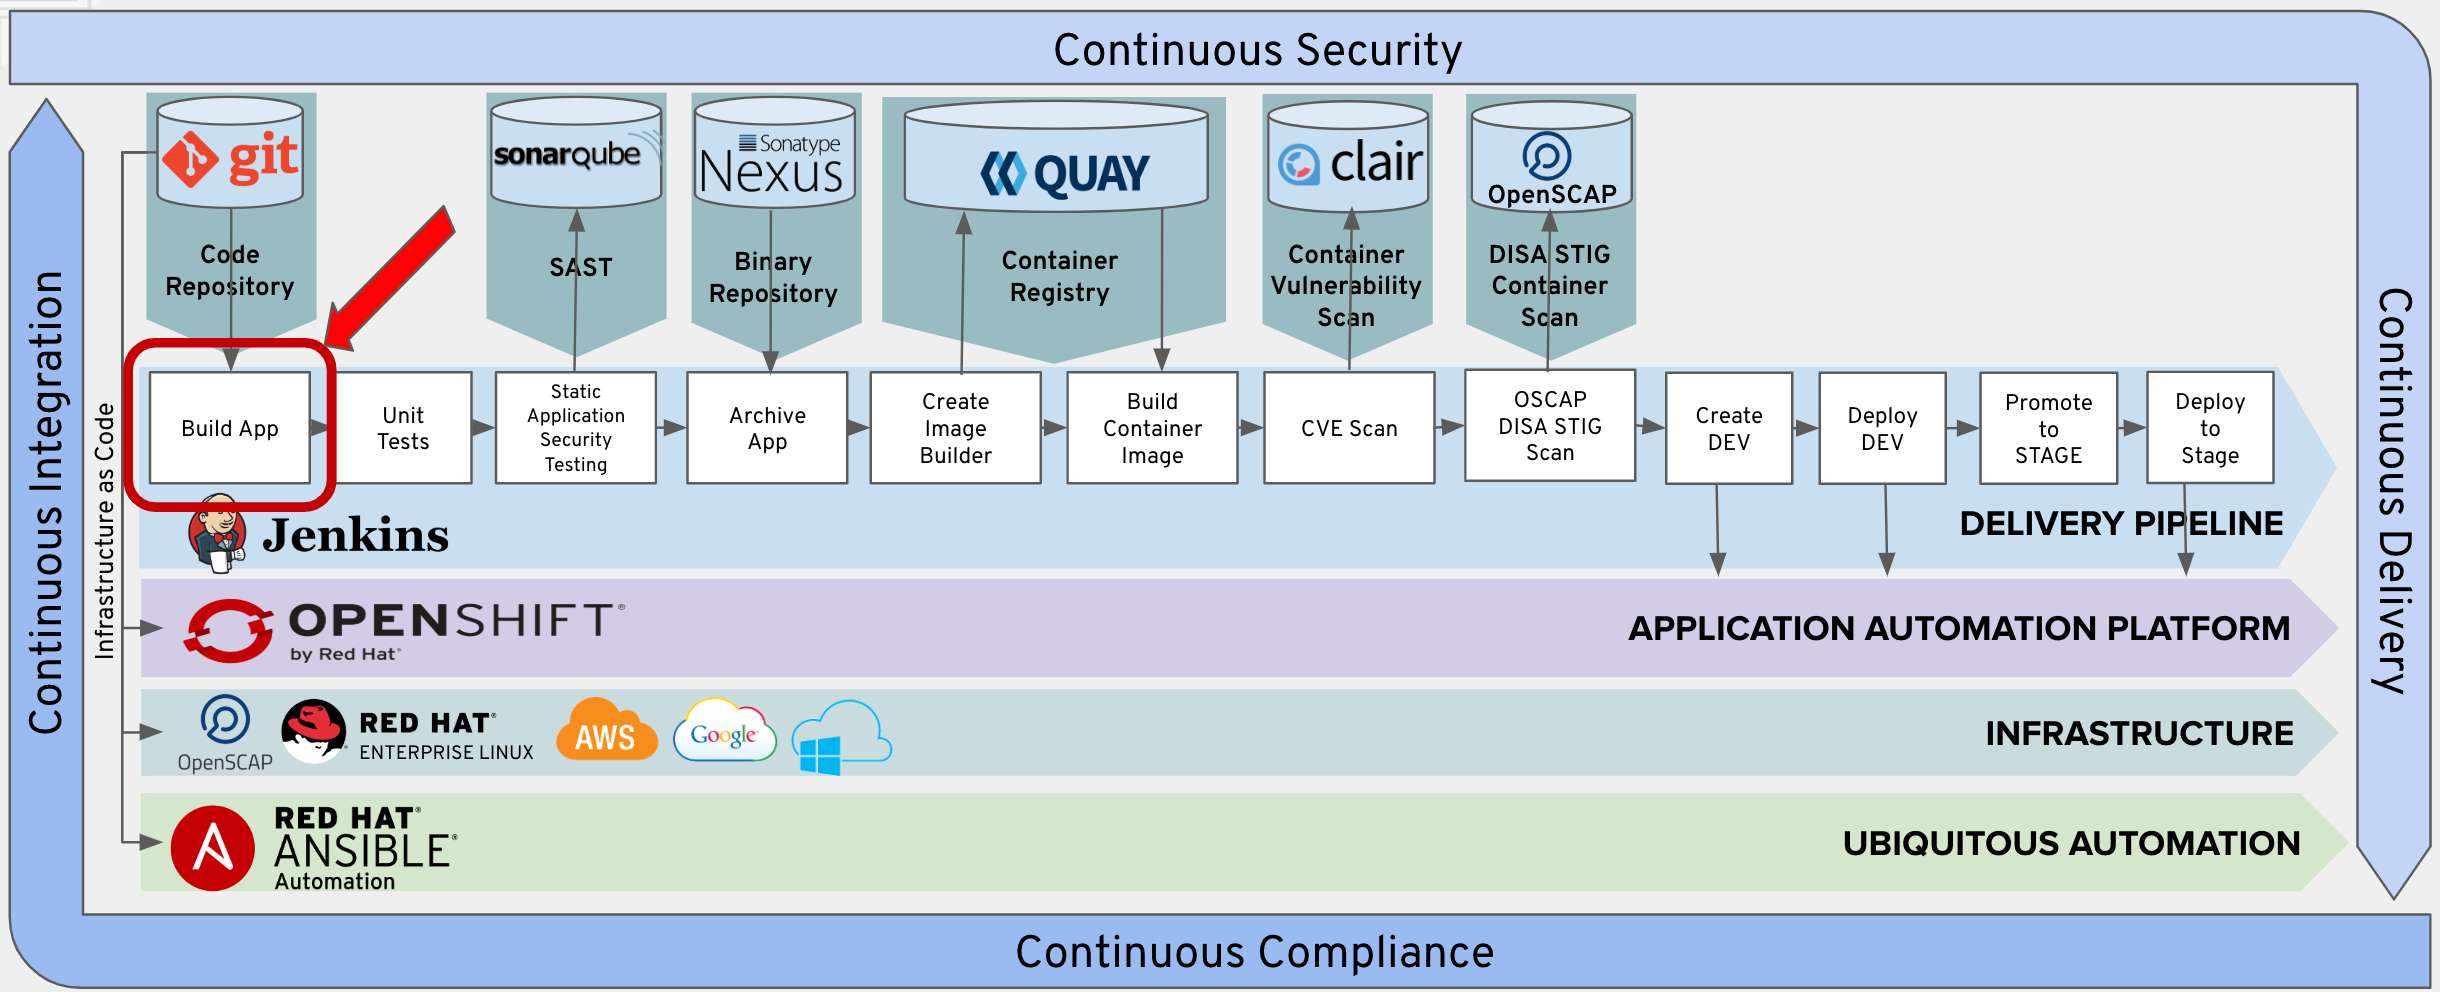 Continuous Security
git
sonarqube
Sonatype
Nexus
QUAY
clair
OpenSCAP
Code
Repository
SAST
Binary
Repository
Container
Registry
Container
Vulnerability
Scan
DISA STIG
Container
Scan
Continuous Integration
Infrastructure as Code
Continuous Delivery
Build App
Unit
Tests
Static
Application
Security
Testing
Archive
App
Create
Image
Builder
Build
Container
Image
CVE Scan
OSCAP
DISA STIG
Scan
Create
DEV
Deploy
DEV
Promote
to
STAGE
Deploy
to
Stage
Jenkins
DELIVERY PIPELINE
OPENSHIFT®
by Red Hat®
APPLICATION AUTOMATION PLATFORM
OpenSCAP
RED HAT®
ENTERPRISE LINUX
AWS
Google
INFRASTRUCTURE
RED HAT®
ANSIBLE®
Automation
UBIQUITOUS AUTOMATION
Continuous Compliance